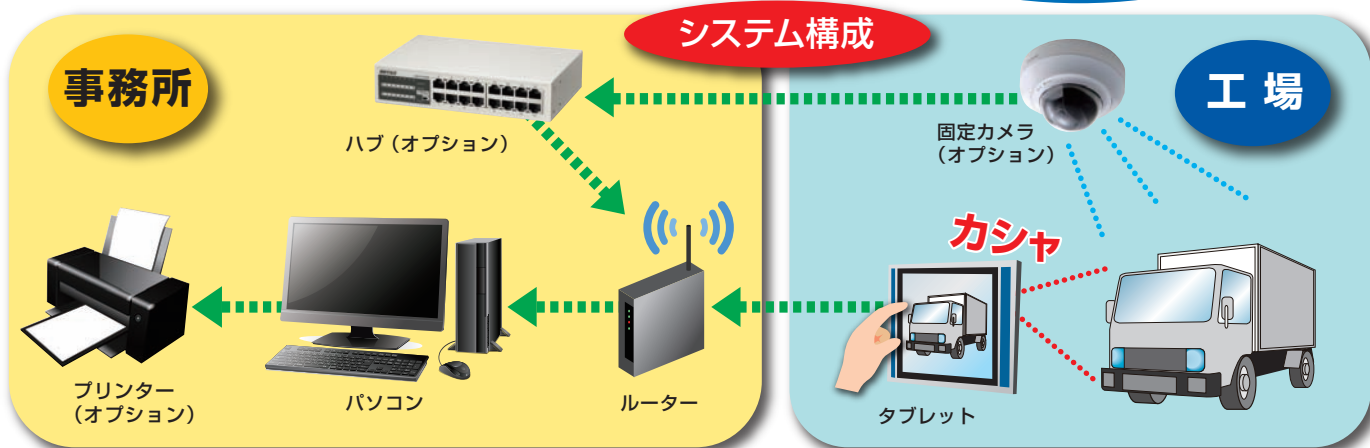 システム構成
事務所
工 場
ハブ（オプション）
固定カメラ
（オプション）
カシャ
プリンター
（オプション）
パソコン
ルーター
タブレット